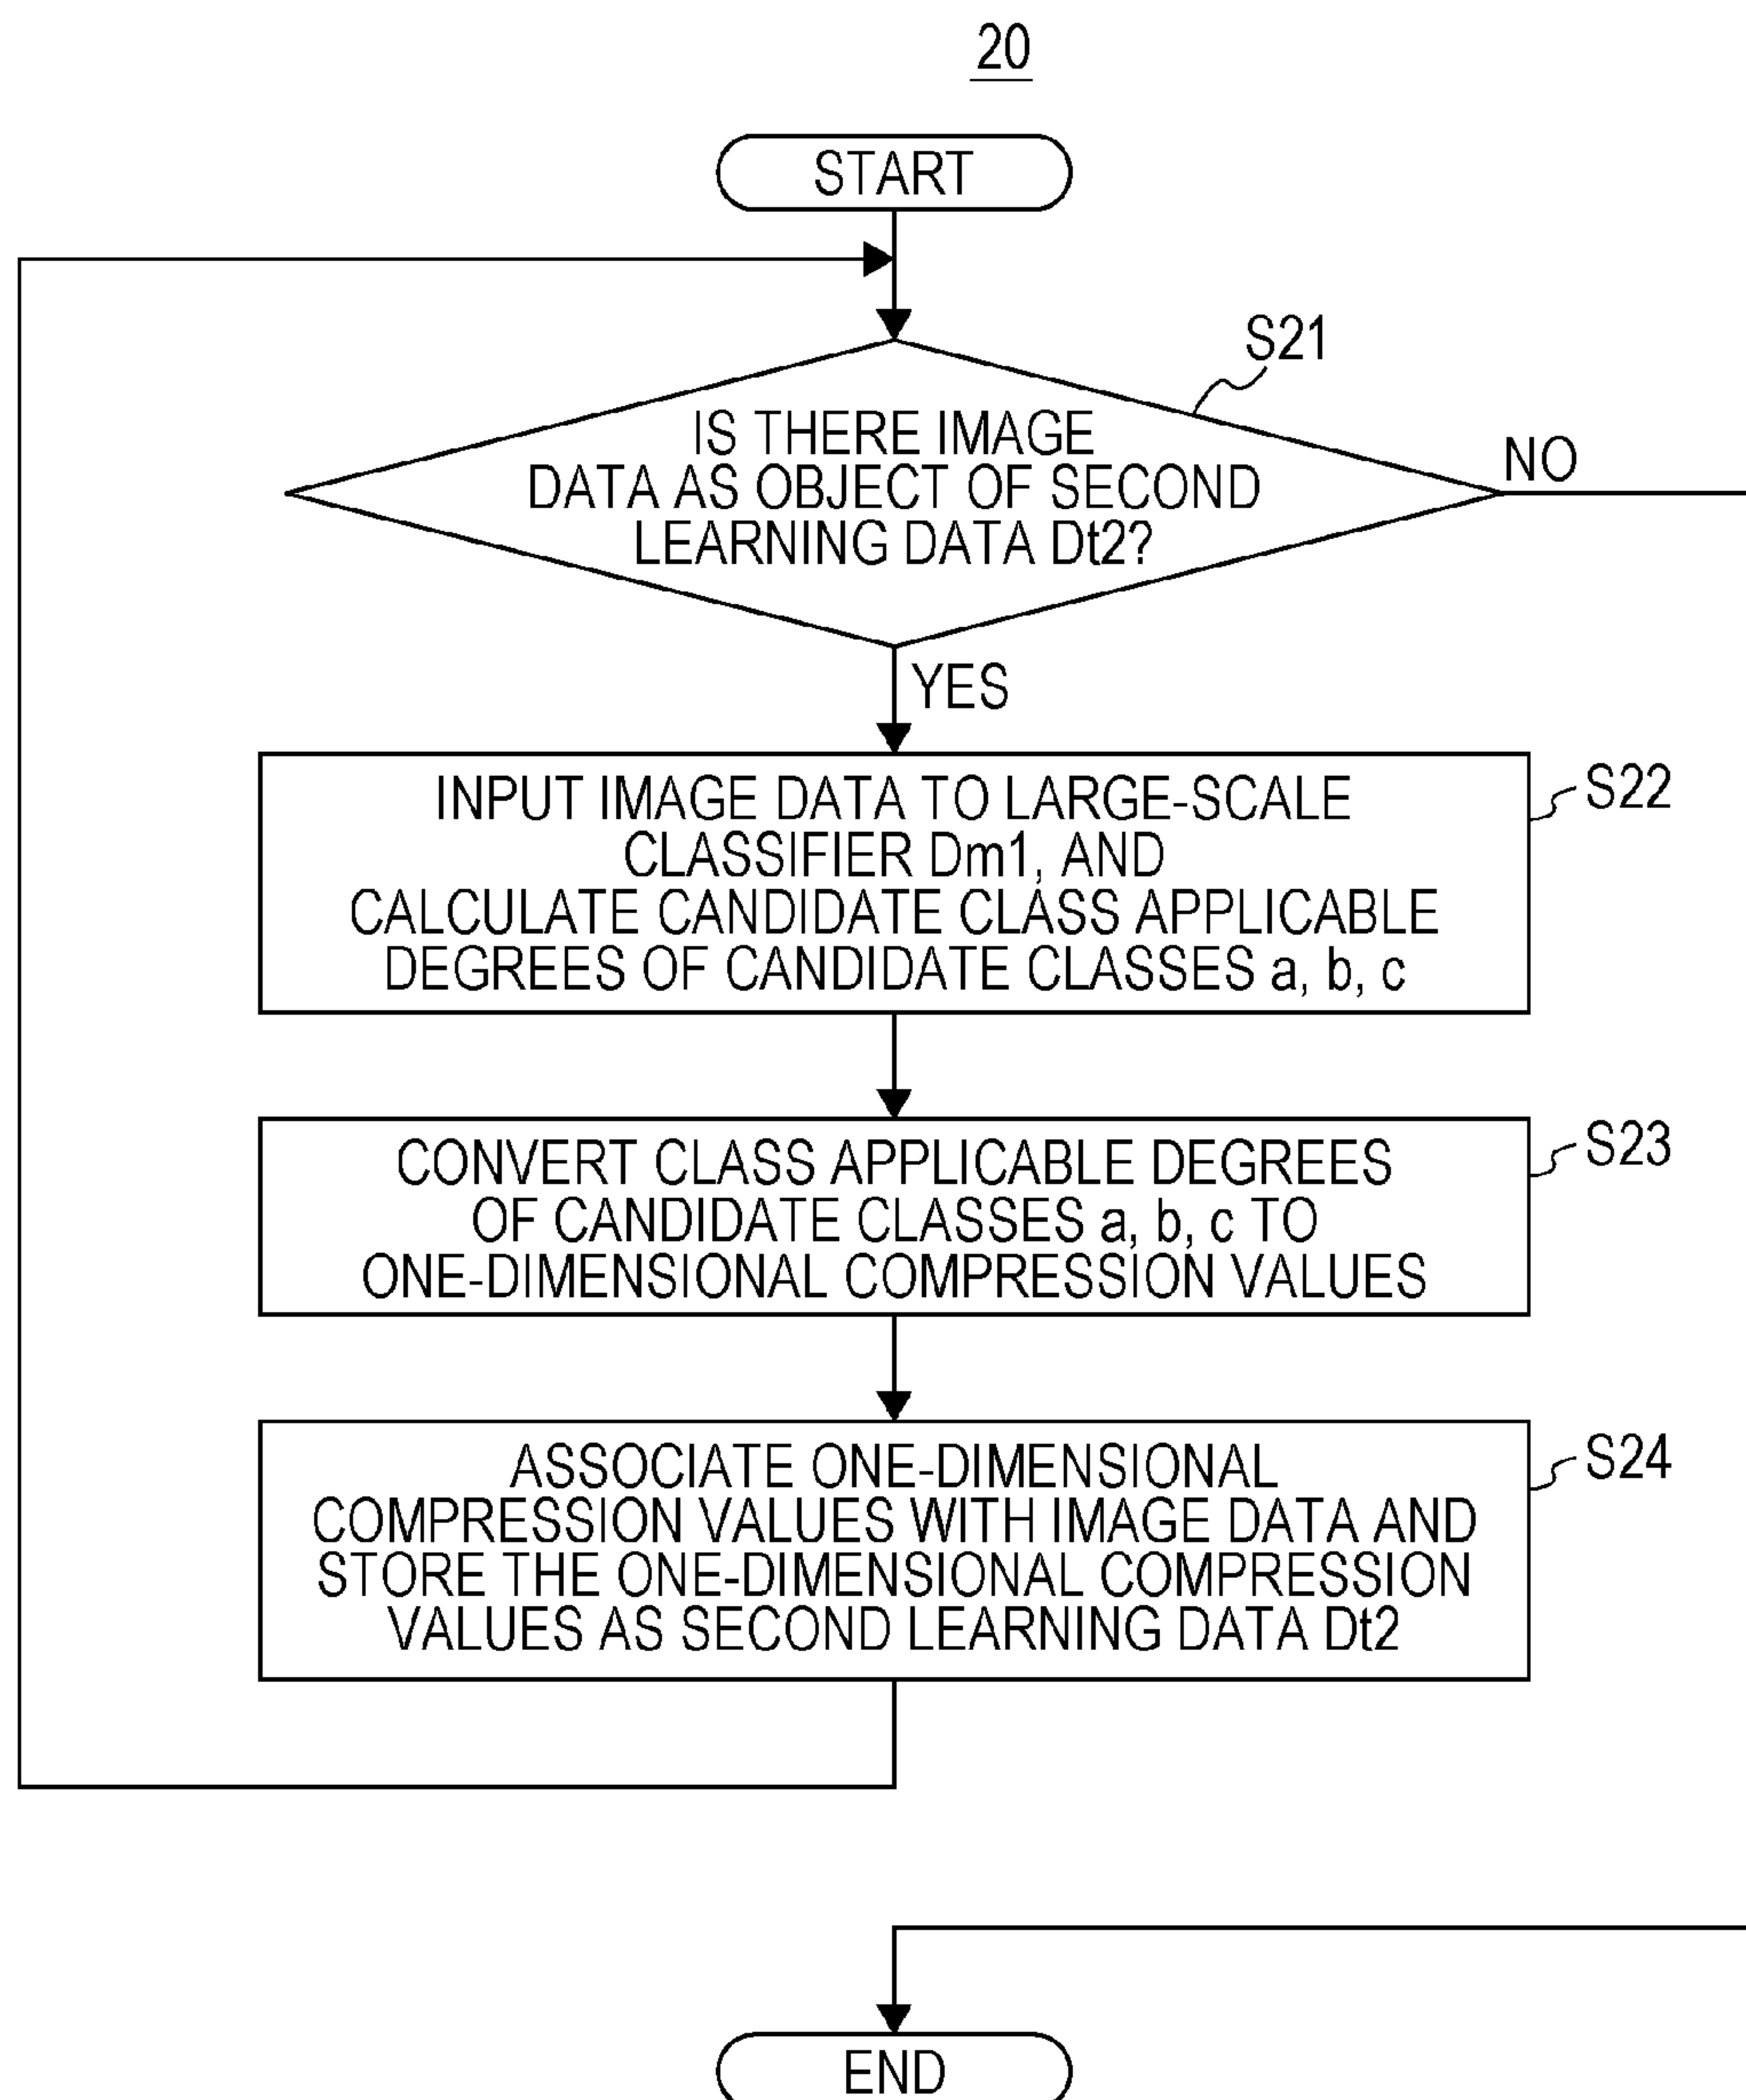 20
START
S21
IS THERE IMAGE
DATA AS OBJECT OF SECOND
LEARNING DATA Dt2?
NO
YES
INPUT IMAGE DATA TO LARGE-SCALE
CLASSIFIER Dm1, AND
CALCULATE CANDIDATE CLASS APPLICABLE
DEGREES OF CANDIDATE CLASSES a, b, c
S22
CONVERT CLASS APPLICABLE DEGREES
OF CANDIDATE CLASSES a, b, c TO
ONE-DIMENSIONAL COMPRESSION VALUES
S23
ASSOCIATE ONE-DIMENSIONAL
COMPRESSION VALUES WITH IMAGE DATA AND
STORE THE ONE-DIMENSIONAL COMPRESSION
VALUES AS SECOND LEARNING DATA Dt2
S24
END